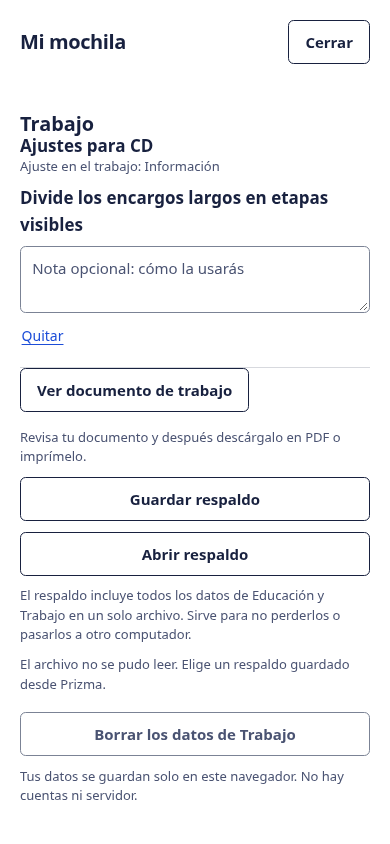 Mi mochila
Cerrar
Trabajo
Ajustes para CD
Ajuste en el trabajo: Información
Divide los encargos largos en etapas
visibles
Nota opcional: cómo la usarás
Quitar
Ver documento de trabajo
Revisa tu documento y después descárgalo en PDF o
imprímelo.
Guardar respaldo
Abrir respaldo
El respaldo incluye todos los datos de Educación y
Trabajo en un solo archivo. Sirve para no perderlos o
pasarlos a otro computador.
El archivo no se pudo leer. Elige un respaldo guardado
desde Prizma.
Borrar los datos de Trabajo
Tus datos se guardan solo en este navegador. No hay
cuentas ni servidor.